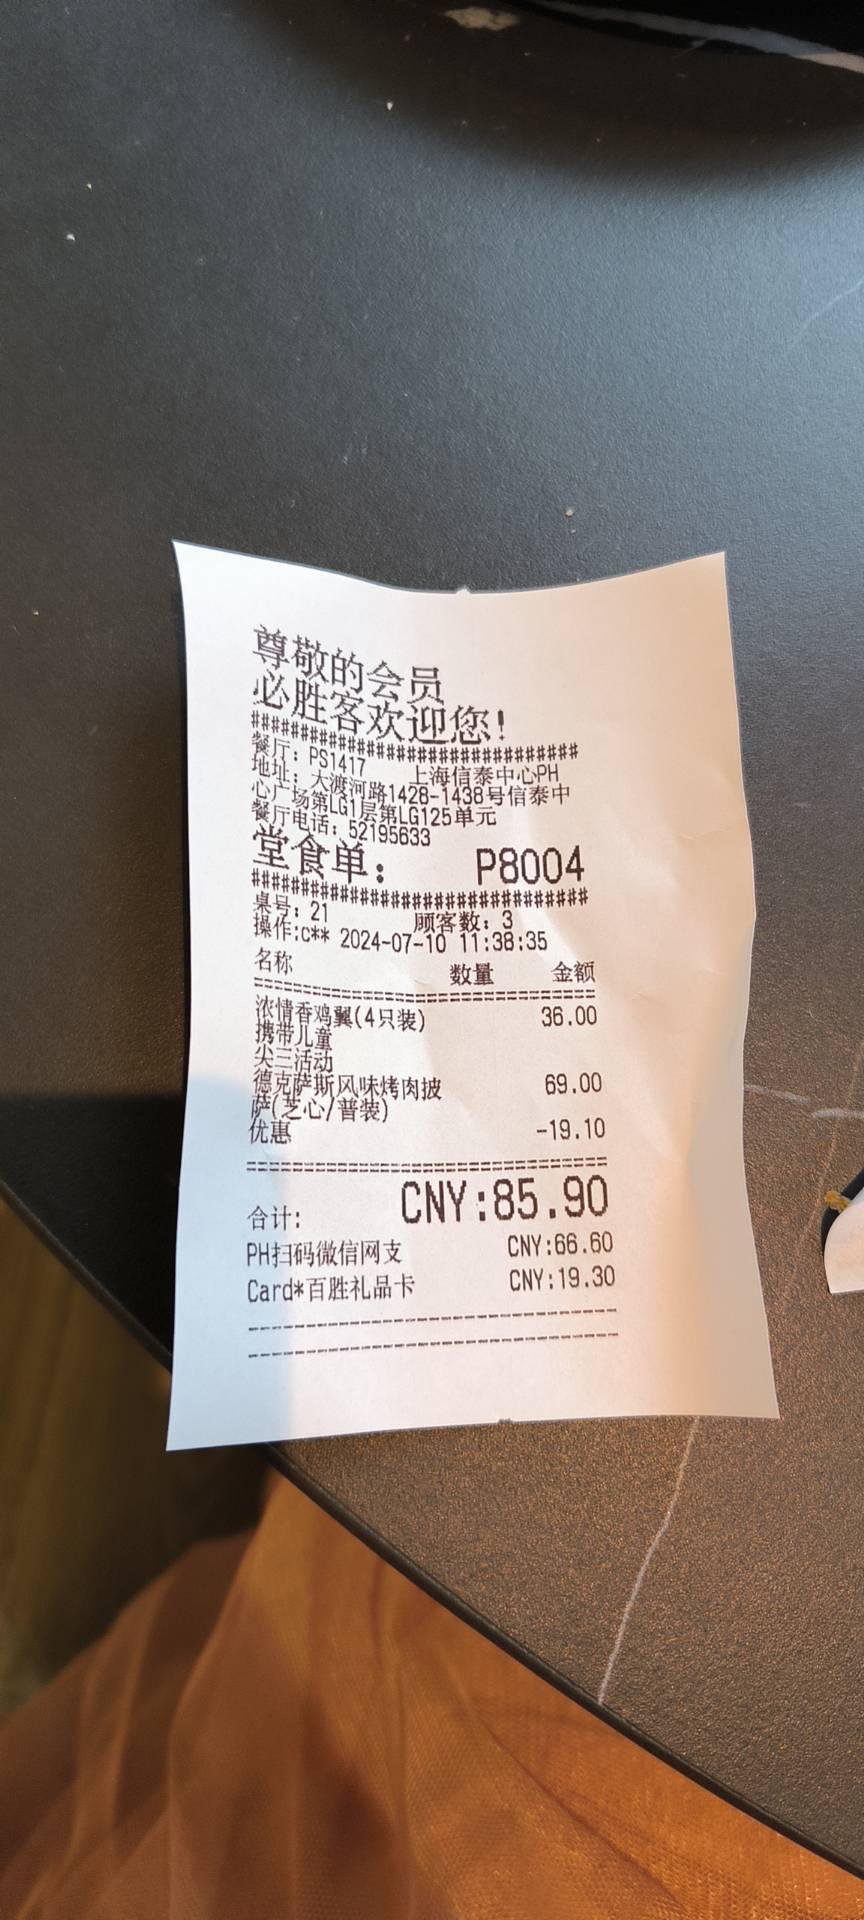 尊敬的会员
必胜客欢迎您!
################################
餐厅: PS1417 上海信泰中心PH
地址: 大渡河路1428-1438号信泰中
心广场第LG1层第LG125单元
餐厅电话: 52195633
堂食单: P8004
################################
桌号: 21 顾客数: 3
操作:c** 2024-07-10 11:38:35
名称 数量 金额
================================
浓情香鸡翼(4只装) 36.00
携带儿童
尖三活动
德克萨斯风味烤肉披 69.00
萨(芝心/普装)
优惠 -19.10
================================
合计: CNY:85.90
PH扫码微信网支 CNY:66.60
Card*百胜礼品卡 CNY:19.30
--------------------------------
--------------------------------